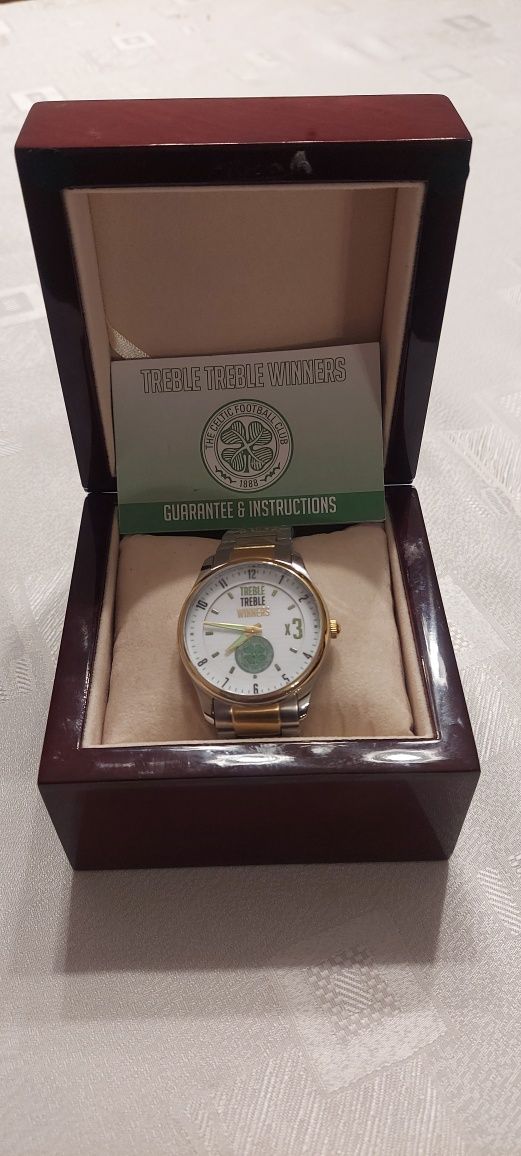 TREBLE TREBLE WINNERS
THE CELTIC FOOTBALL CLUB
1888
GUARANTEE & INSTRUCTIONS
12
11
10
2
TREBLE
TREBLE
WINNERS
x3
8
7
6
5
4